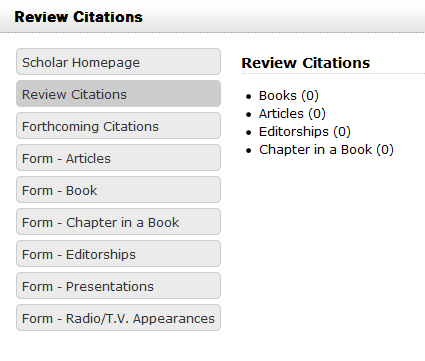 Review Citations
Scholar Homepage
Review Citations
Forthcoming Citations
Form - Articles
Form - Book
Form - Chapter in a Book
Form - Editorships
Form - Presentations
Form - Radio/T.V. Appearances
Review Citations
Books (0)
Articles (0)
Editorships (0)
Chapter in a Book (0)